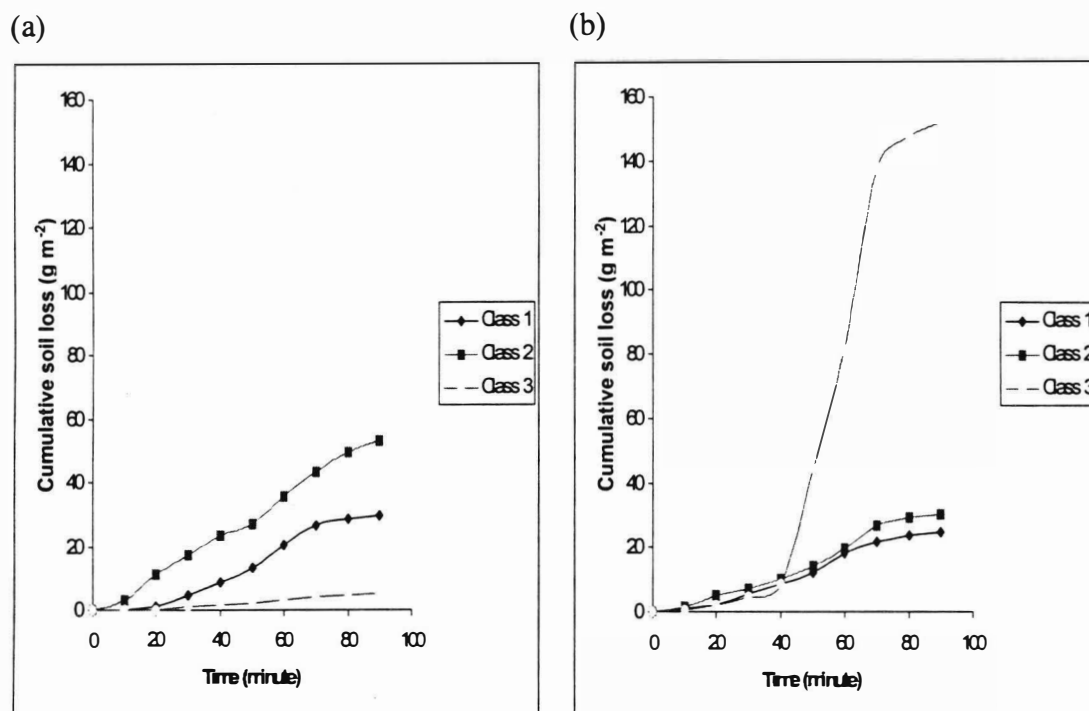 (a)
160
140
120
100
80
60
40
20
0
Cumulative soil loss (g m⁻²)
0 20 40 60 80 100
Time (minute)
Class 1
Class 2
Class 3
(b)
160
140
120
100
80
60
40
20
0
Cumulative soil loss (g m⁻²)
0 20 40 60 80 100
Time (minute)
Class 1
Class 2
Class 3